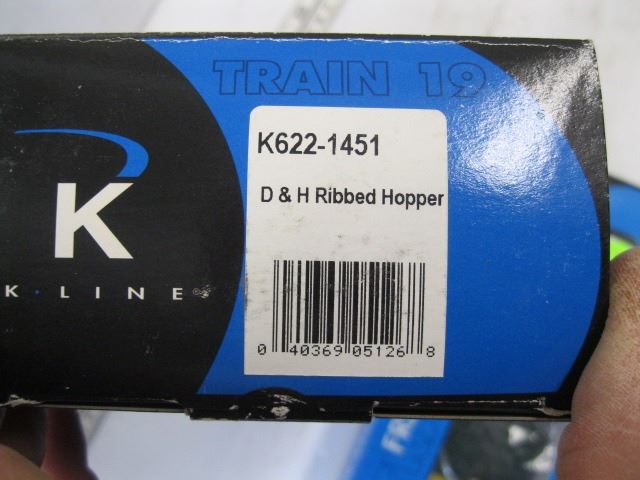 TRAIN 19
K622-1451
D & H Ribbed Hopper
K
K-LINE
0 40369 05126 8